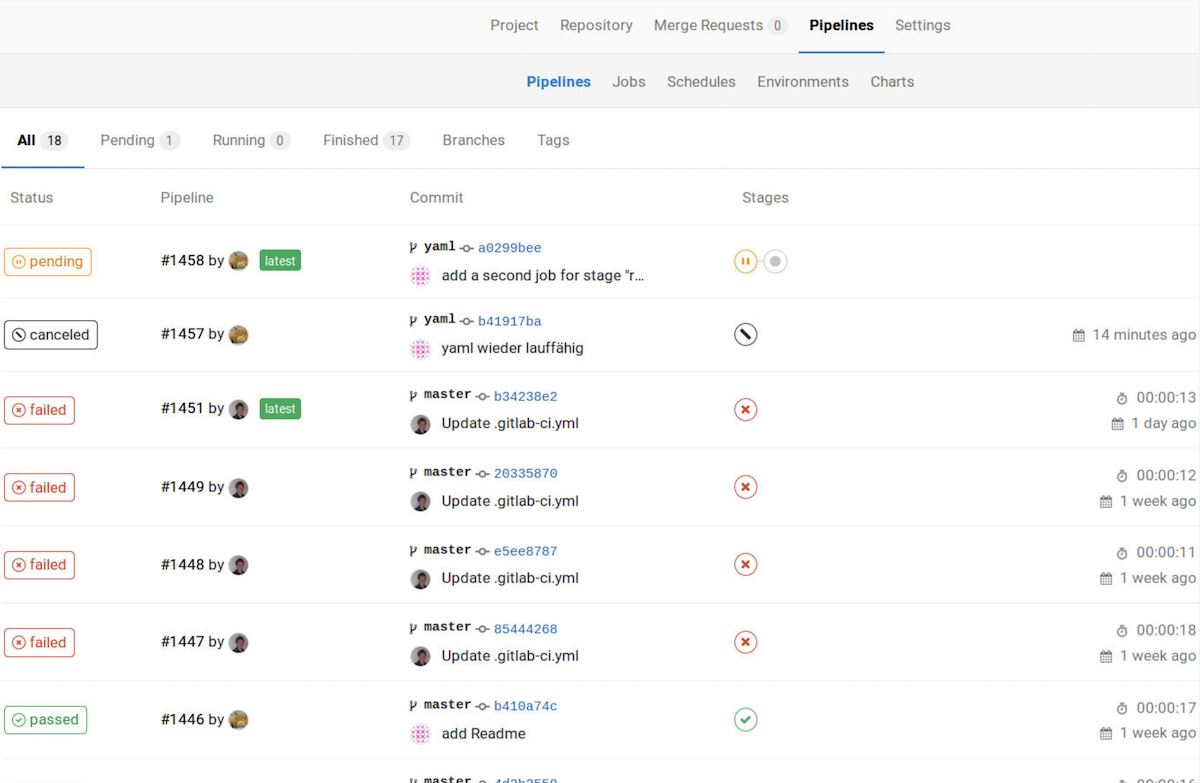 Project Repository Merge Requests 0 Pipelines Settings
Pipelines Jobs Schedules Environments Charts
All 18 Pending 1 Running 0 Finished 17 Branches Tags
Status Pipeline Commit Stages
pending #1458 by latest yaml a0299bee
add a second job for stage "r...
canceled #1457 by yaml b41917ba
yaml wieder lauffähig
14 minutes ago
failed #1451 by latest master b34238e2 00:00:13
Update .gitlab-ci.yml 1 day ago
failed #1449 by master 20335870 00:00:12
Update .gitlab-ci.yml 1 week ago
failed #1448 by master e5ee8787 00:00:11
Update .gitlab-ci.yml 1 week ago
failed #1447 by master 85444268 00:00:18
Update .gitlab-ci.yml 1 week ago
passed #1446 by master b410a74c 00:00:17
add Readme 1 week ago
master